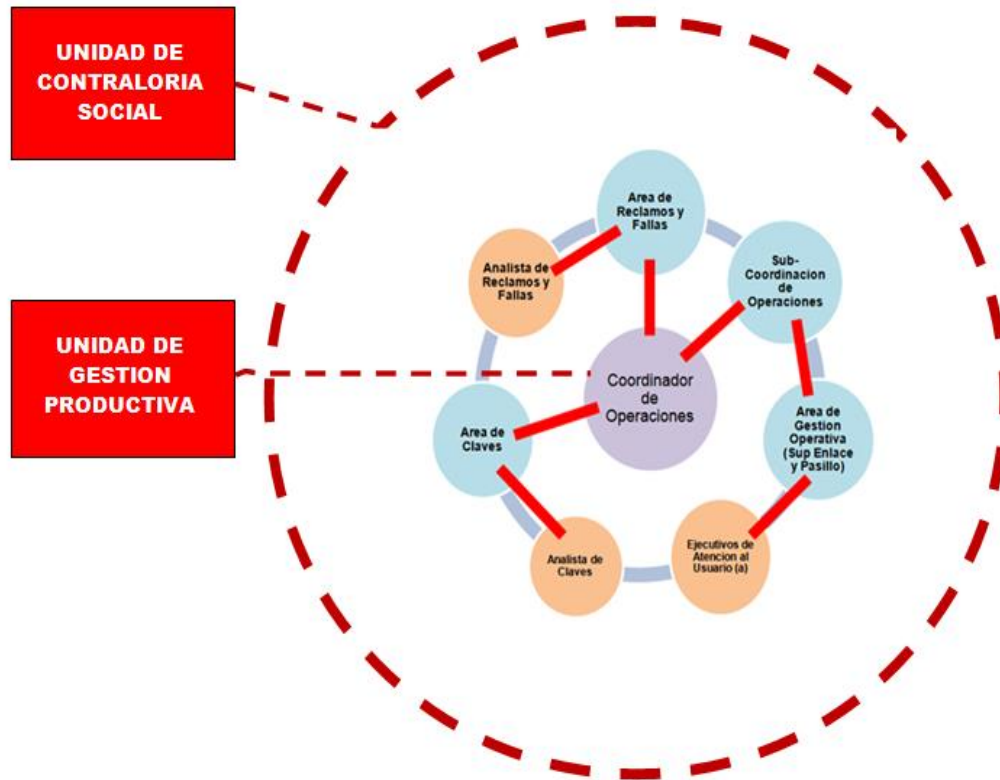 UNIDAD DE
CONTRALORIA
SOCIAL
Area de
Reclamos y
Fallas
Analista de
Reclamos y
Fallas
Sub-
Coordinacion
de
Operaciones
UNIDAD DE
GESTION
PRODUCTIVA
Coordinador
de
Operaciones
Area de
Claves
Area de
Gestion
Operativa
(Sup Enlace
y Pasillo)
Analista de
Claves
Ejecutivos de
Atencion al
Usuario (a)